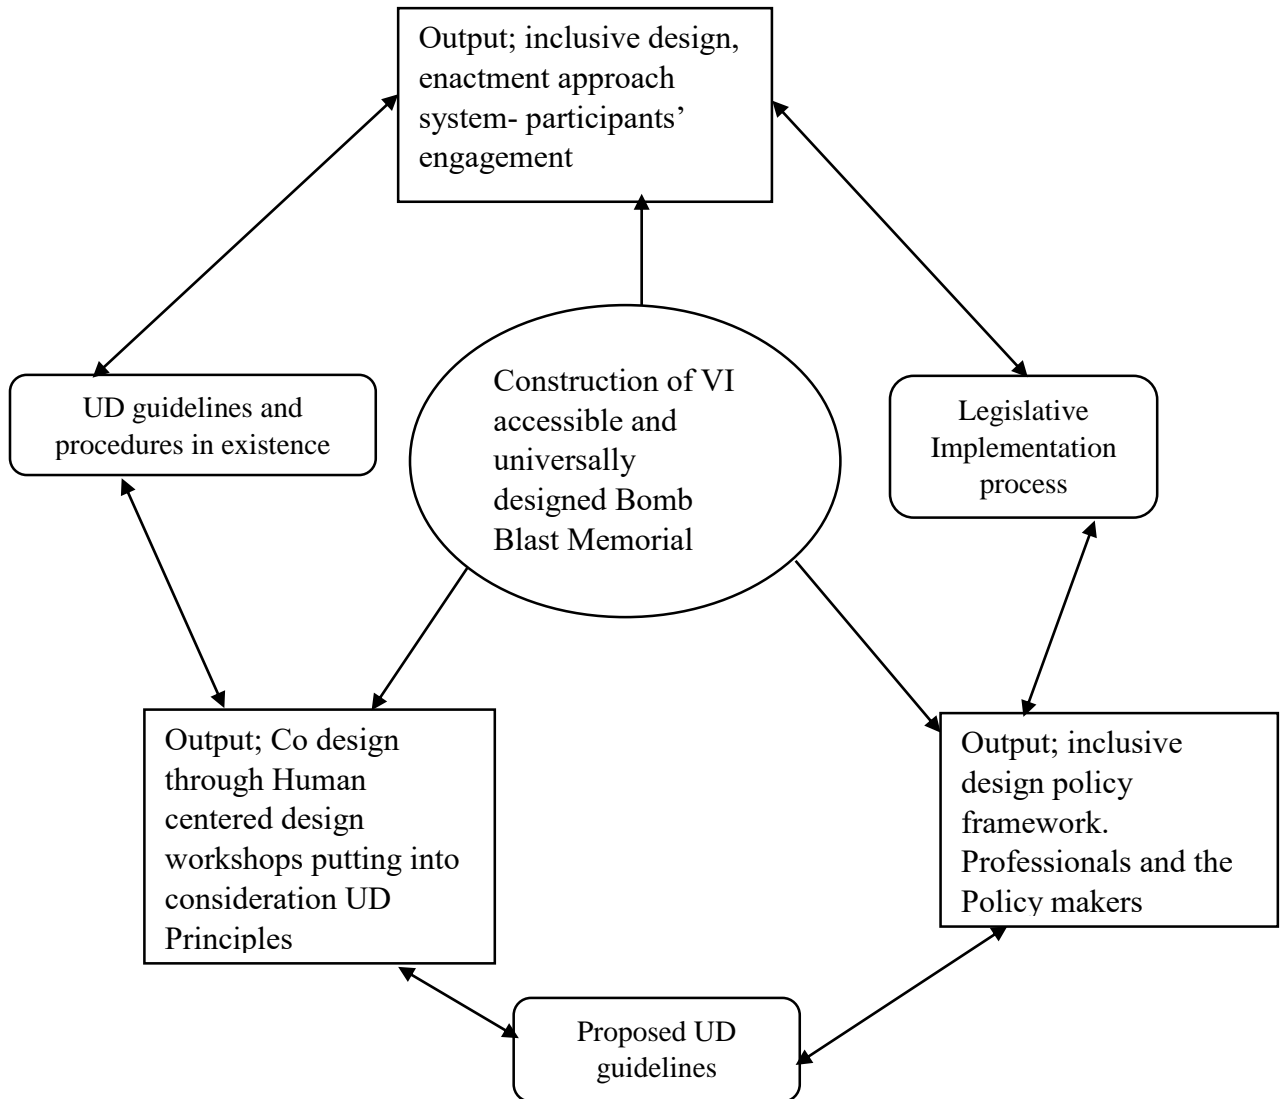 Output; inclusive design,
enactment approach
system- participants’
engagement
UD guidelines and
procedures in existence
Construction of VI
accessible and
universally
designed Bomb
Blast Memorial
Legislative
Implementation
process
Output; Co design
through Human
centered design
workshops putting into
consideration UD
Principles
Output; inclusive
design policy
framework.
Professionals and the
Policy makers
Proposed UD
guidelines